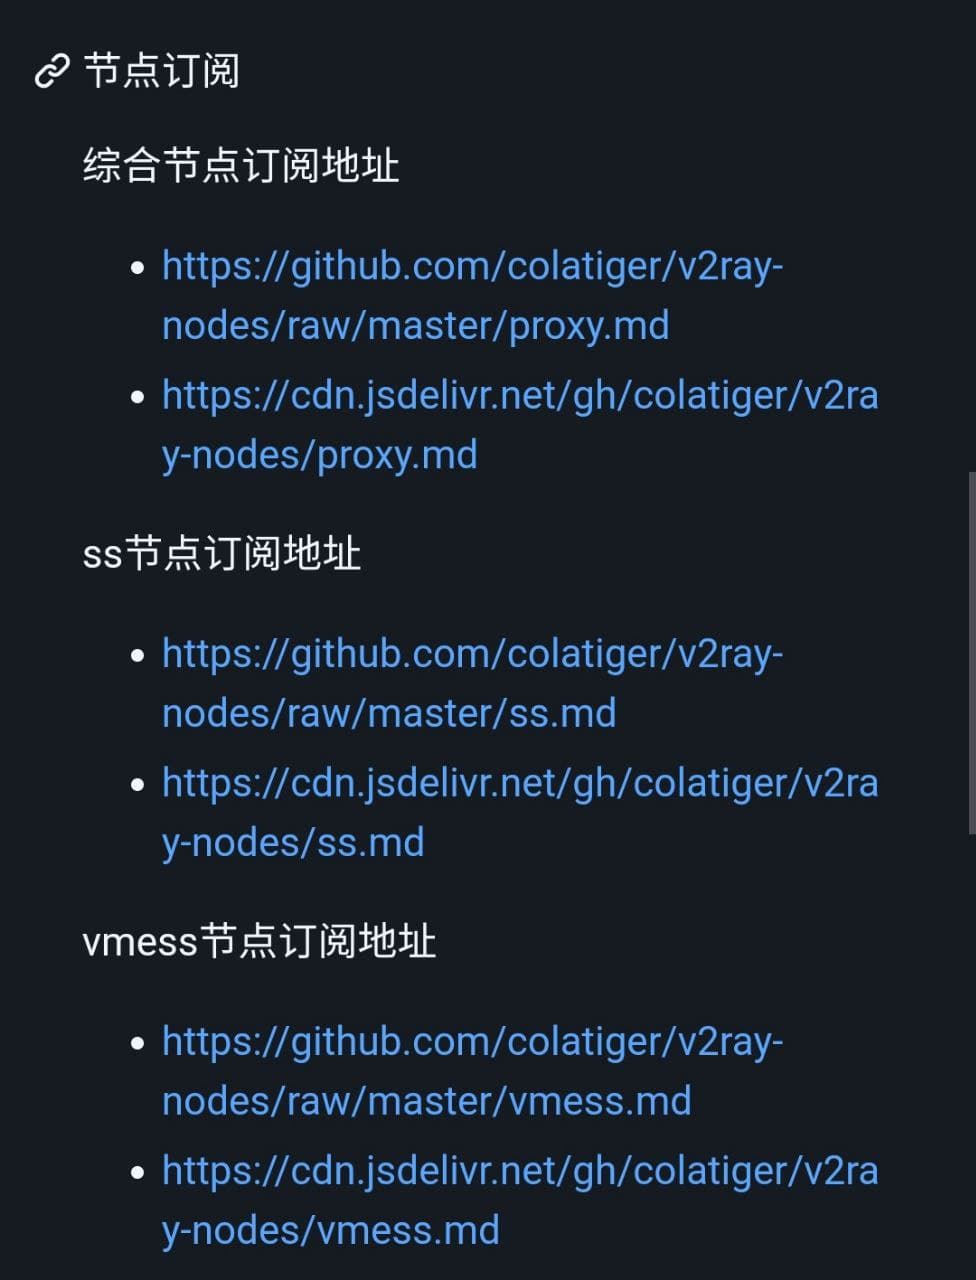 节点订阅
综合节点订阅地址
https://github.com/colatiger/v2ray-
nodes/raw/master/proxy.md
https://cdn.jsdelivr.net/gh/colatiger/v2ra
y-nodes/proxy.md
ss节点订阅地址
https://github.com/colatiger/v2ray-
nodes/raw/master/ss.md
https://cdn.jsdelivr.net/gh/colatiger/v2ra
y-nodes/ss.md
vmess节点订阅地址
https://github.com/colatiger/v2ray-
nodes/raw/master/vmess.md
https://cdn.jsdelivr.net/gh/colatiger/v2ra
y-nodes/vmess.md